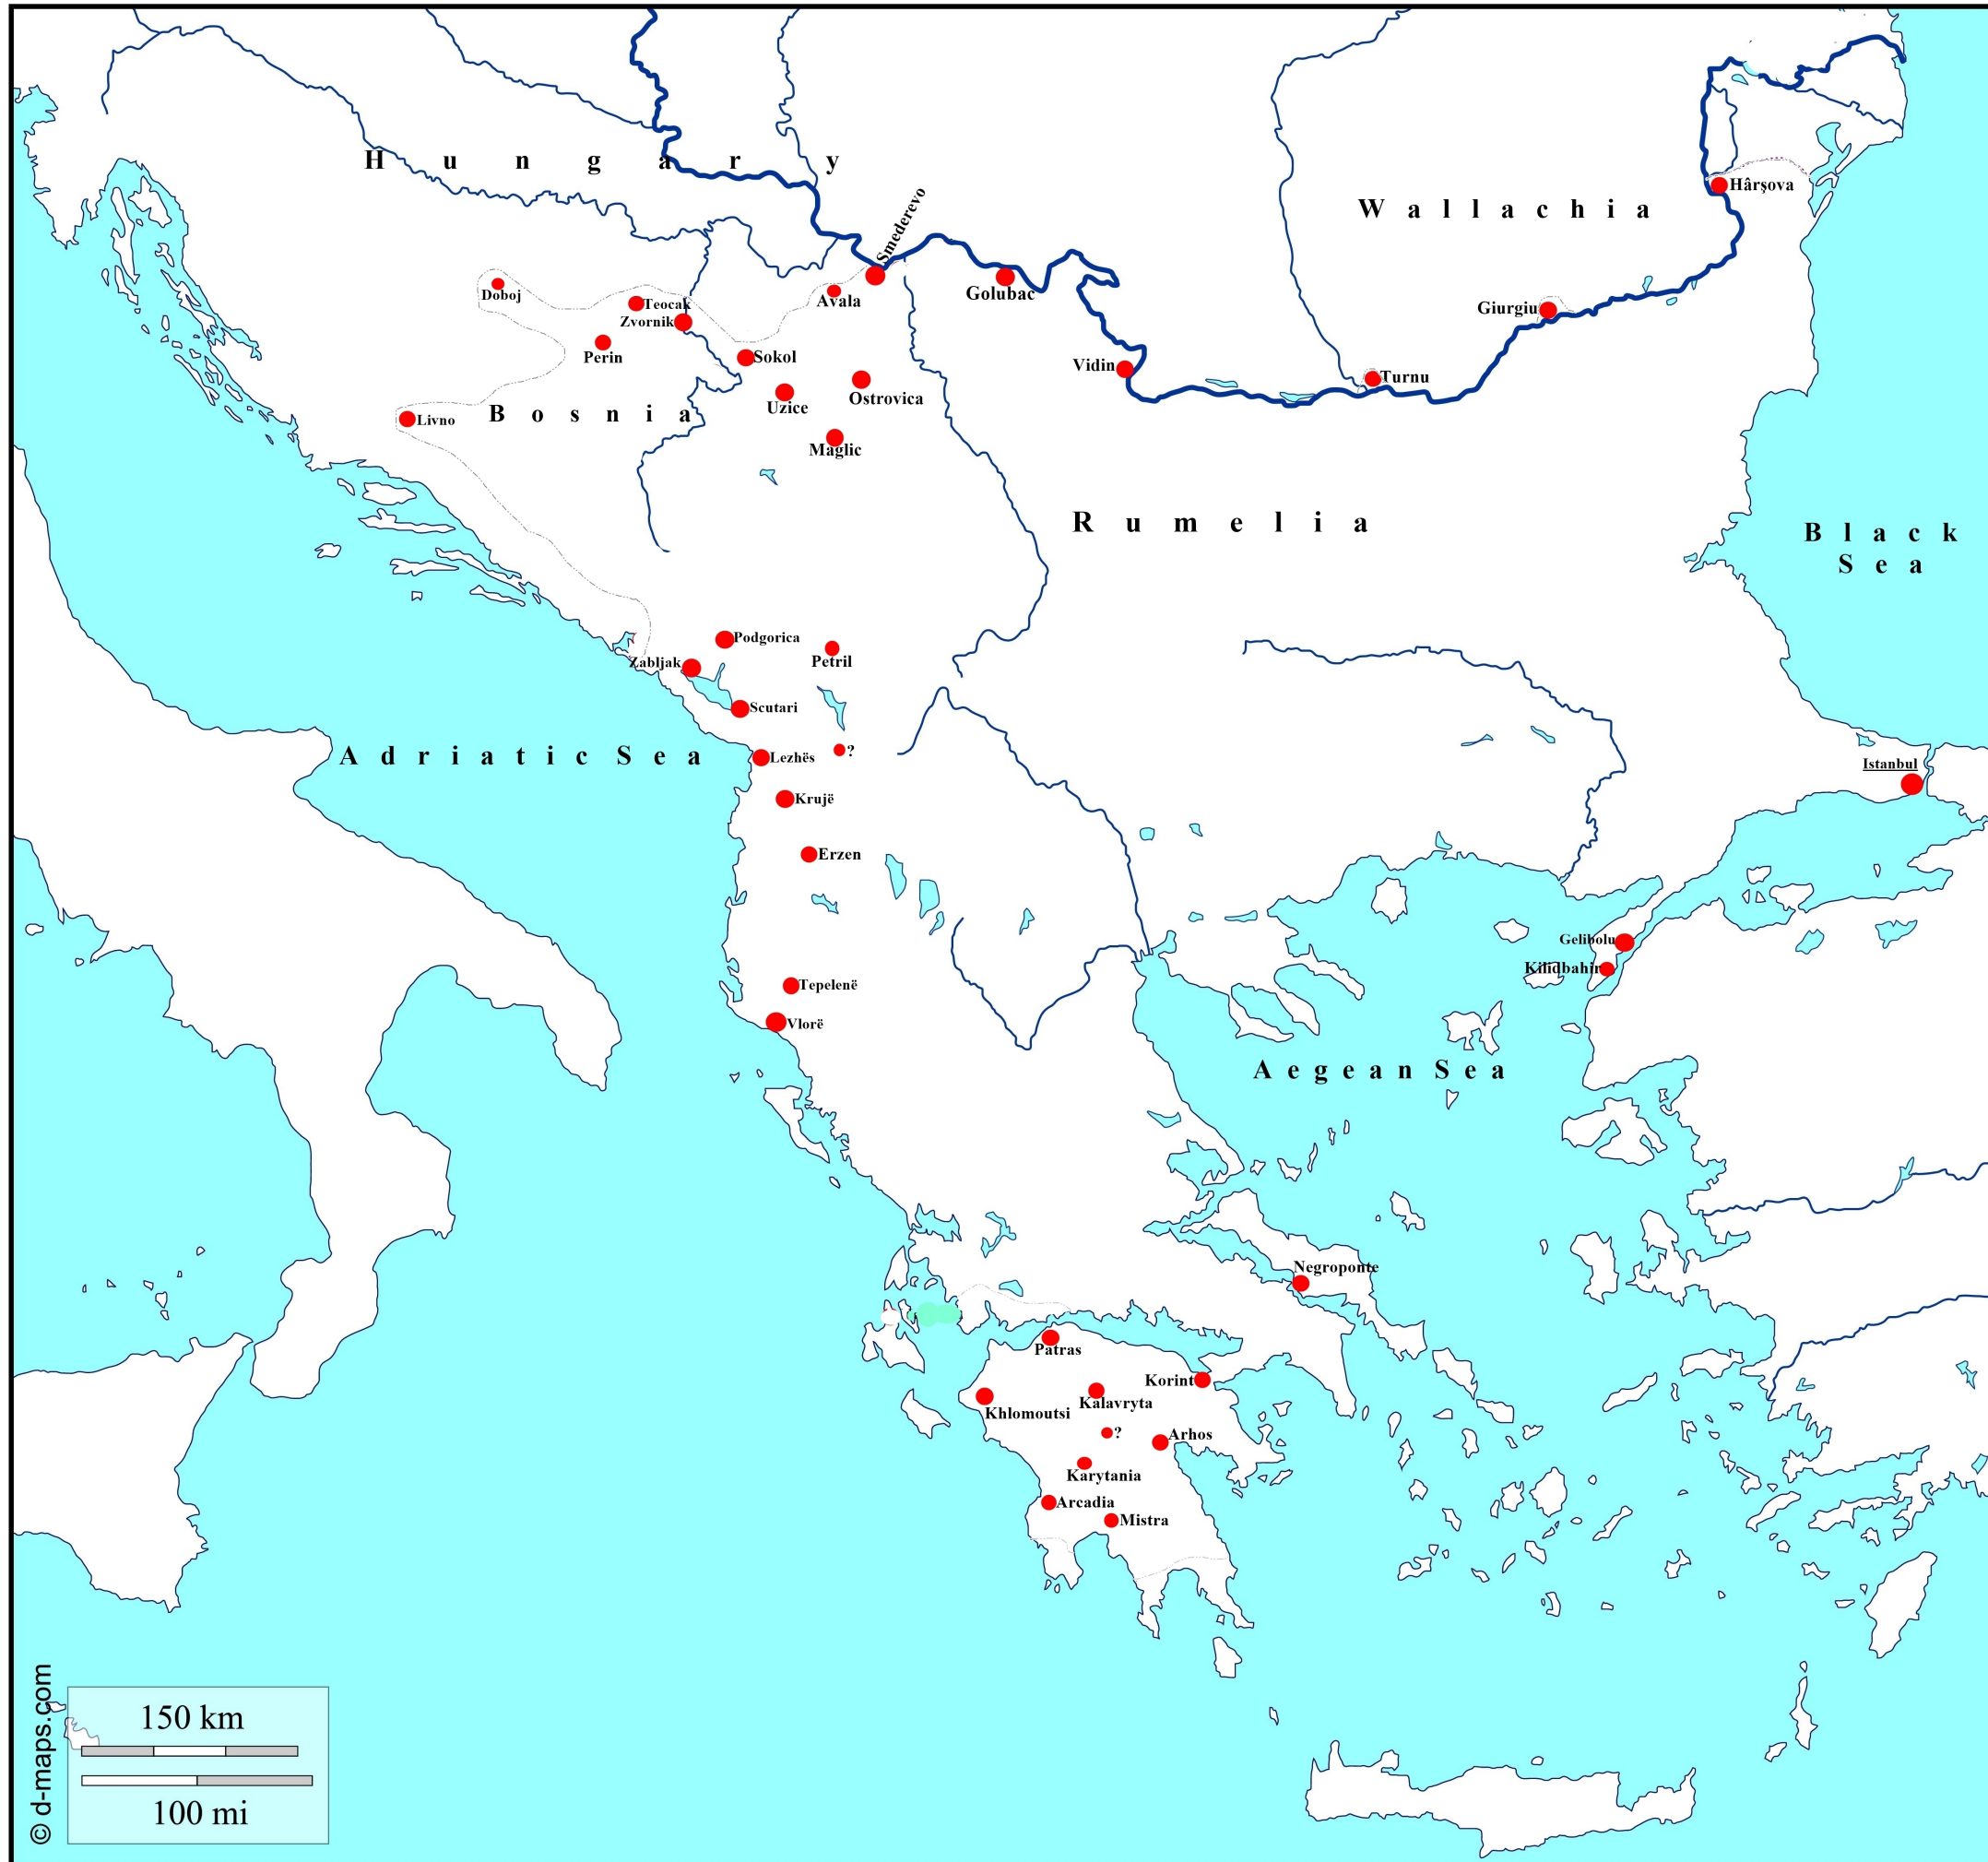 H u n g a r y
W a l l a c h i a
Hârşova
Smederevo
Doboj
Teocak
Avala
Golubac
Giurgiu
Zvornik
Perin
Sokol
Vidin
Turnu
Uzice
Ostrovica
Livno
B o s n i a
Maglic
R u m e l i a
B l a c k
S e a
Podgorica
Petril
Zabljak
Scutari
A d r i a t i c S e a
?
Lezhës
Istanbul
Krujë
Erzen
Gelibolu
Kilidbahir
Tepelenë
Vlorë
A e g e a n S e a
Negroponte
Patras
Korint
Kalavryta
Khlomoutsi
?
Arhos
Karytania
Arcadia
Mistra
150 km
100 mi
© d-maps.com